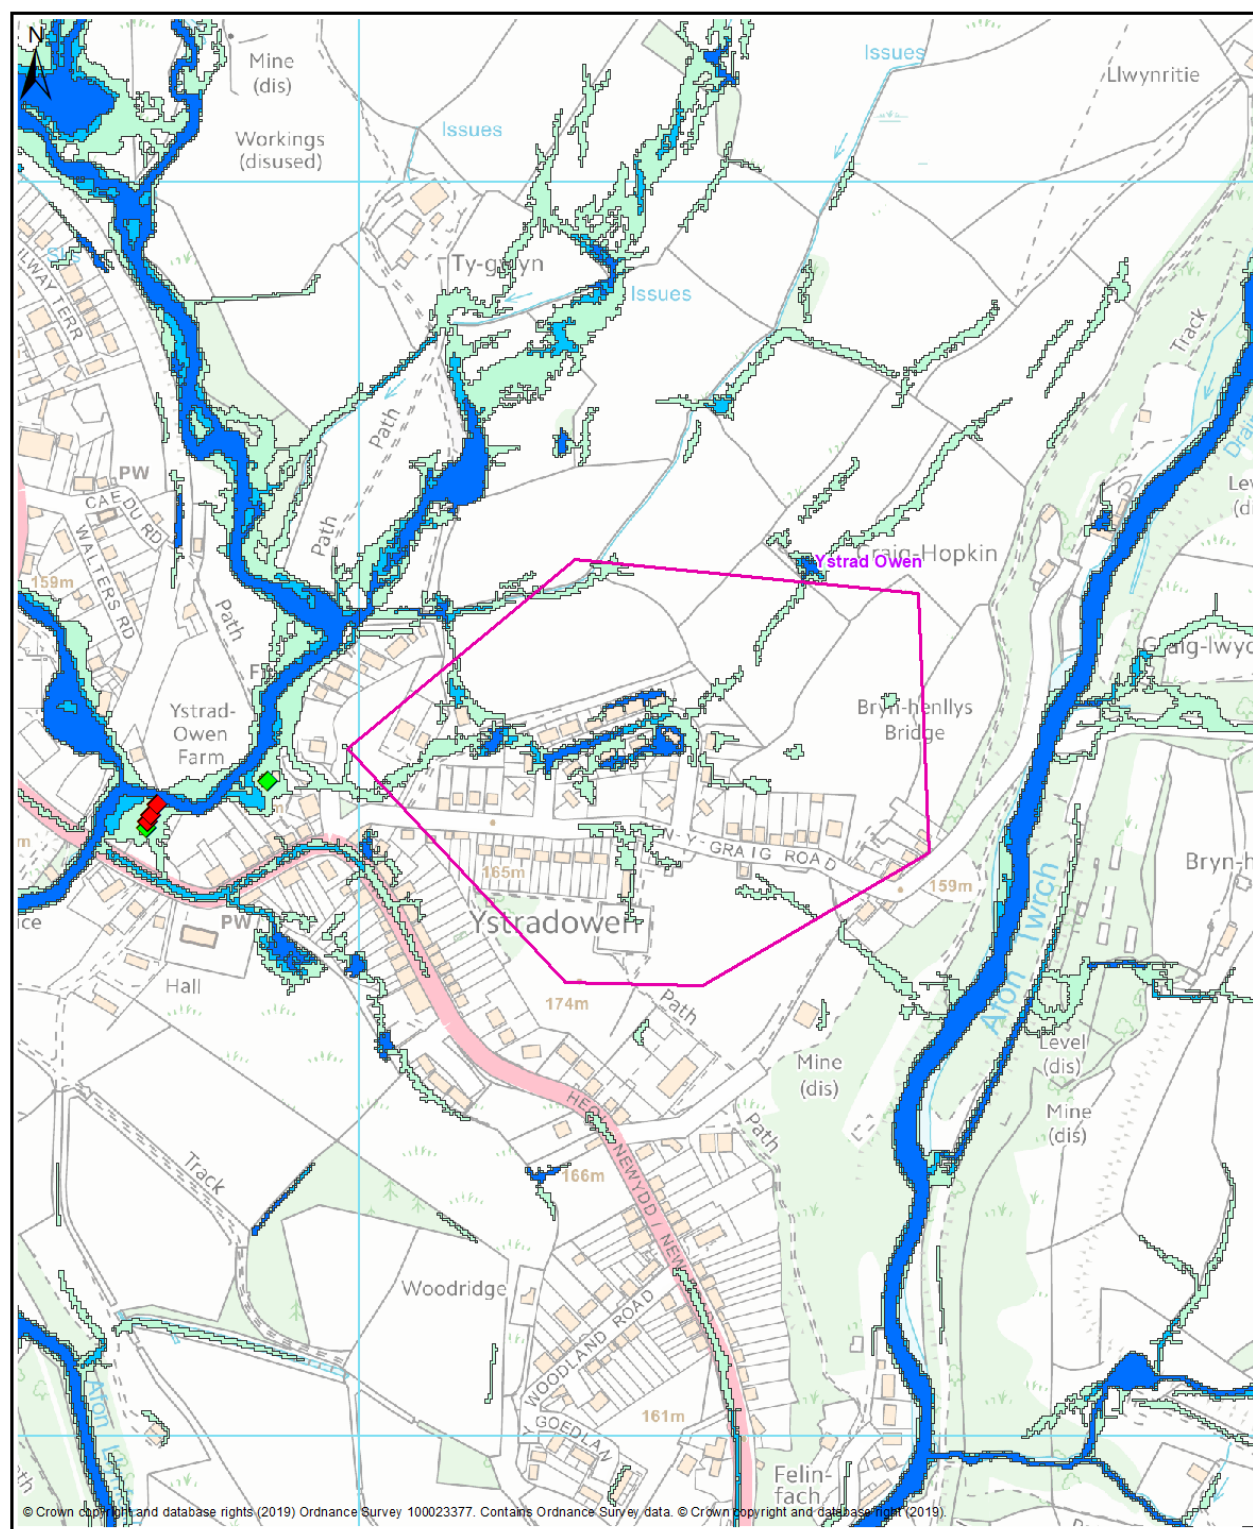 N
Mine
(dis)
Issues
Issues
Llwynritie
Workings
(disused)
Ty-gwyn
Issues
Track
Path
PW
CAE DU RD
WALTERS RD
159m
Path
Path
Craig-Hopkin
Ystrad Owen
Ystrad-
Owen
Farm
Bryn-henllys
Bridge
Y-GRAIG ROAD
165m
159m
Ystradowen
PW
Hall
174m
Path
Afon Twrch
Mine
(dis)
Level
(dis)
Mine
(dis)
Path
HEOL NEWYDD / NEW
166m
Track
Woodridge
WOODLAND ROAD
GOEDLAN
161m
Felin-
fach
Afon
© Crown copyright and database rights (2019) Ordnance Survey 100023377. Contains Ordnance Survey data. © Crown copyright and database right (2019).